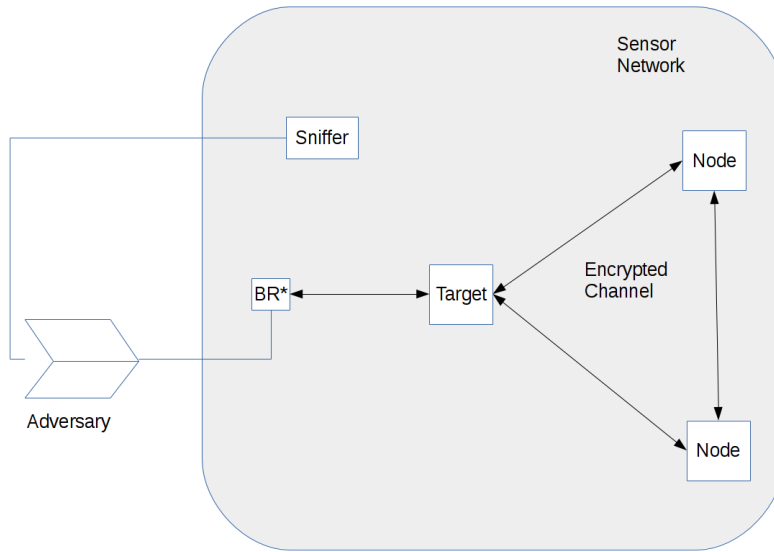 Sensor
Network
Sniffer
Node
Encrypted
Channel
BR*
Target
Adversary
Node